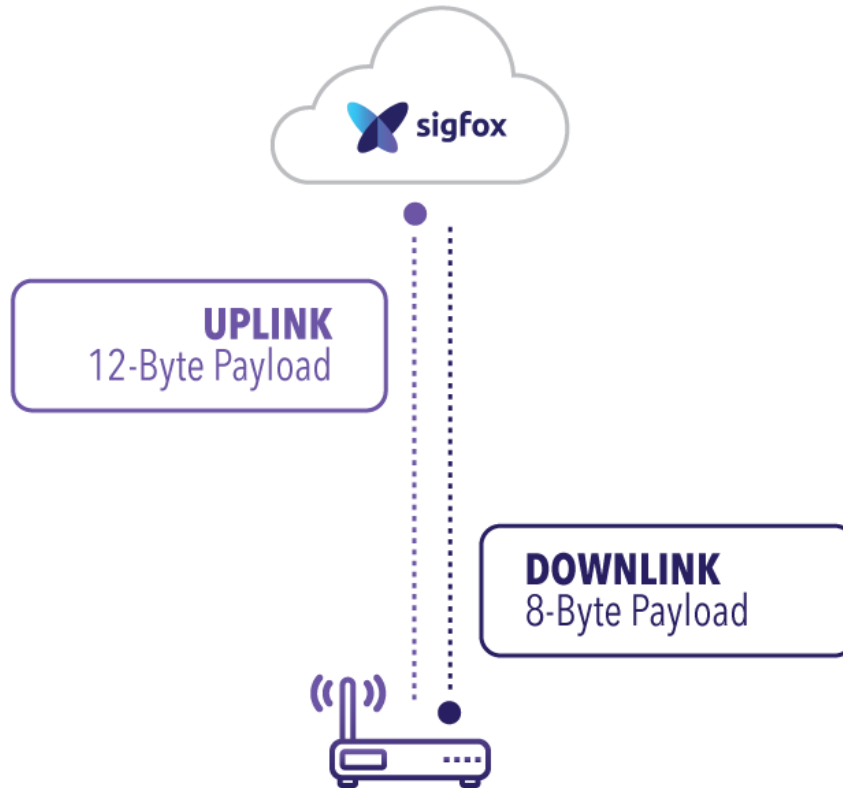 sigfox
UPLINK
12-Byte Payload
DOWNLINK
8-Byte Payload